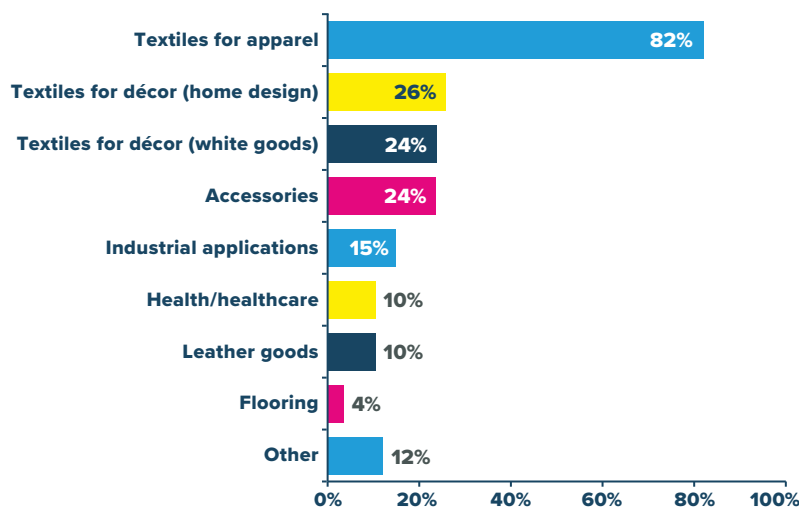 Textiles for apparel 82%
Textiles for décor (home design) 26%
Textiles for décor (white goods) 24%
Accessories 24%
Industrial applications 15%
Health/healthcare 10%
Leather goods 10%
Flooring 4%
Other 12%
0% 20% 40% 60% 80% 100%